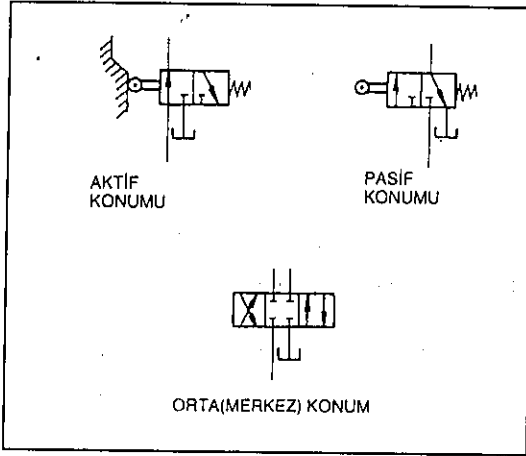 AKTİF
KONUMU
PASİF
KONUMU
ORTA(MERKEZ) KONUM